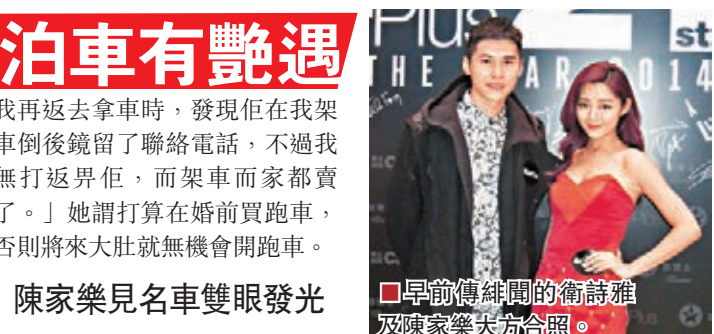 泊車有艷遇
我再返去拿車時，發現佢在我架
車倒後鏡留了聯絡電話，不過我
無打返畀佢，而架車而家都賣
了。」她謂打算在婚前買跑車，
否則將來大肚就無機會開跑車。
陳家樂見名車雙眼發光
Plus
st
THE
AR 2014
■早前傳緋聞的衛詩雅
及陳家樂大方合照。